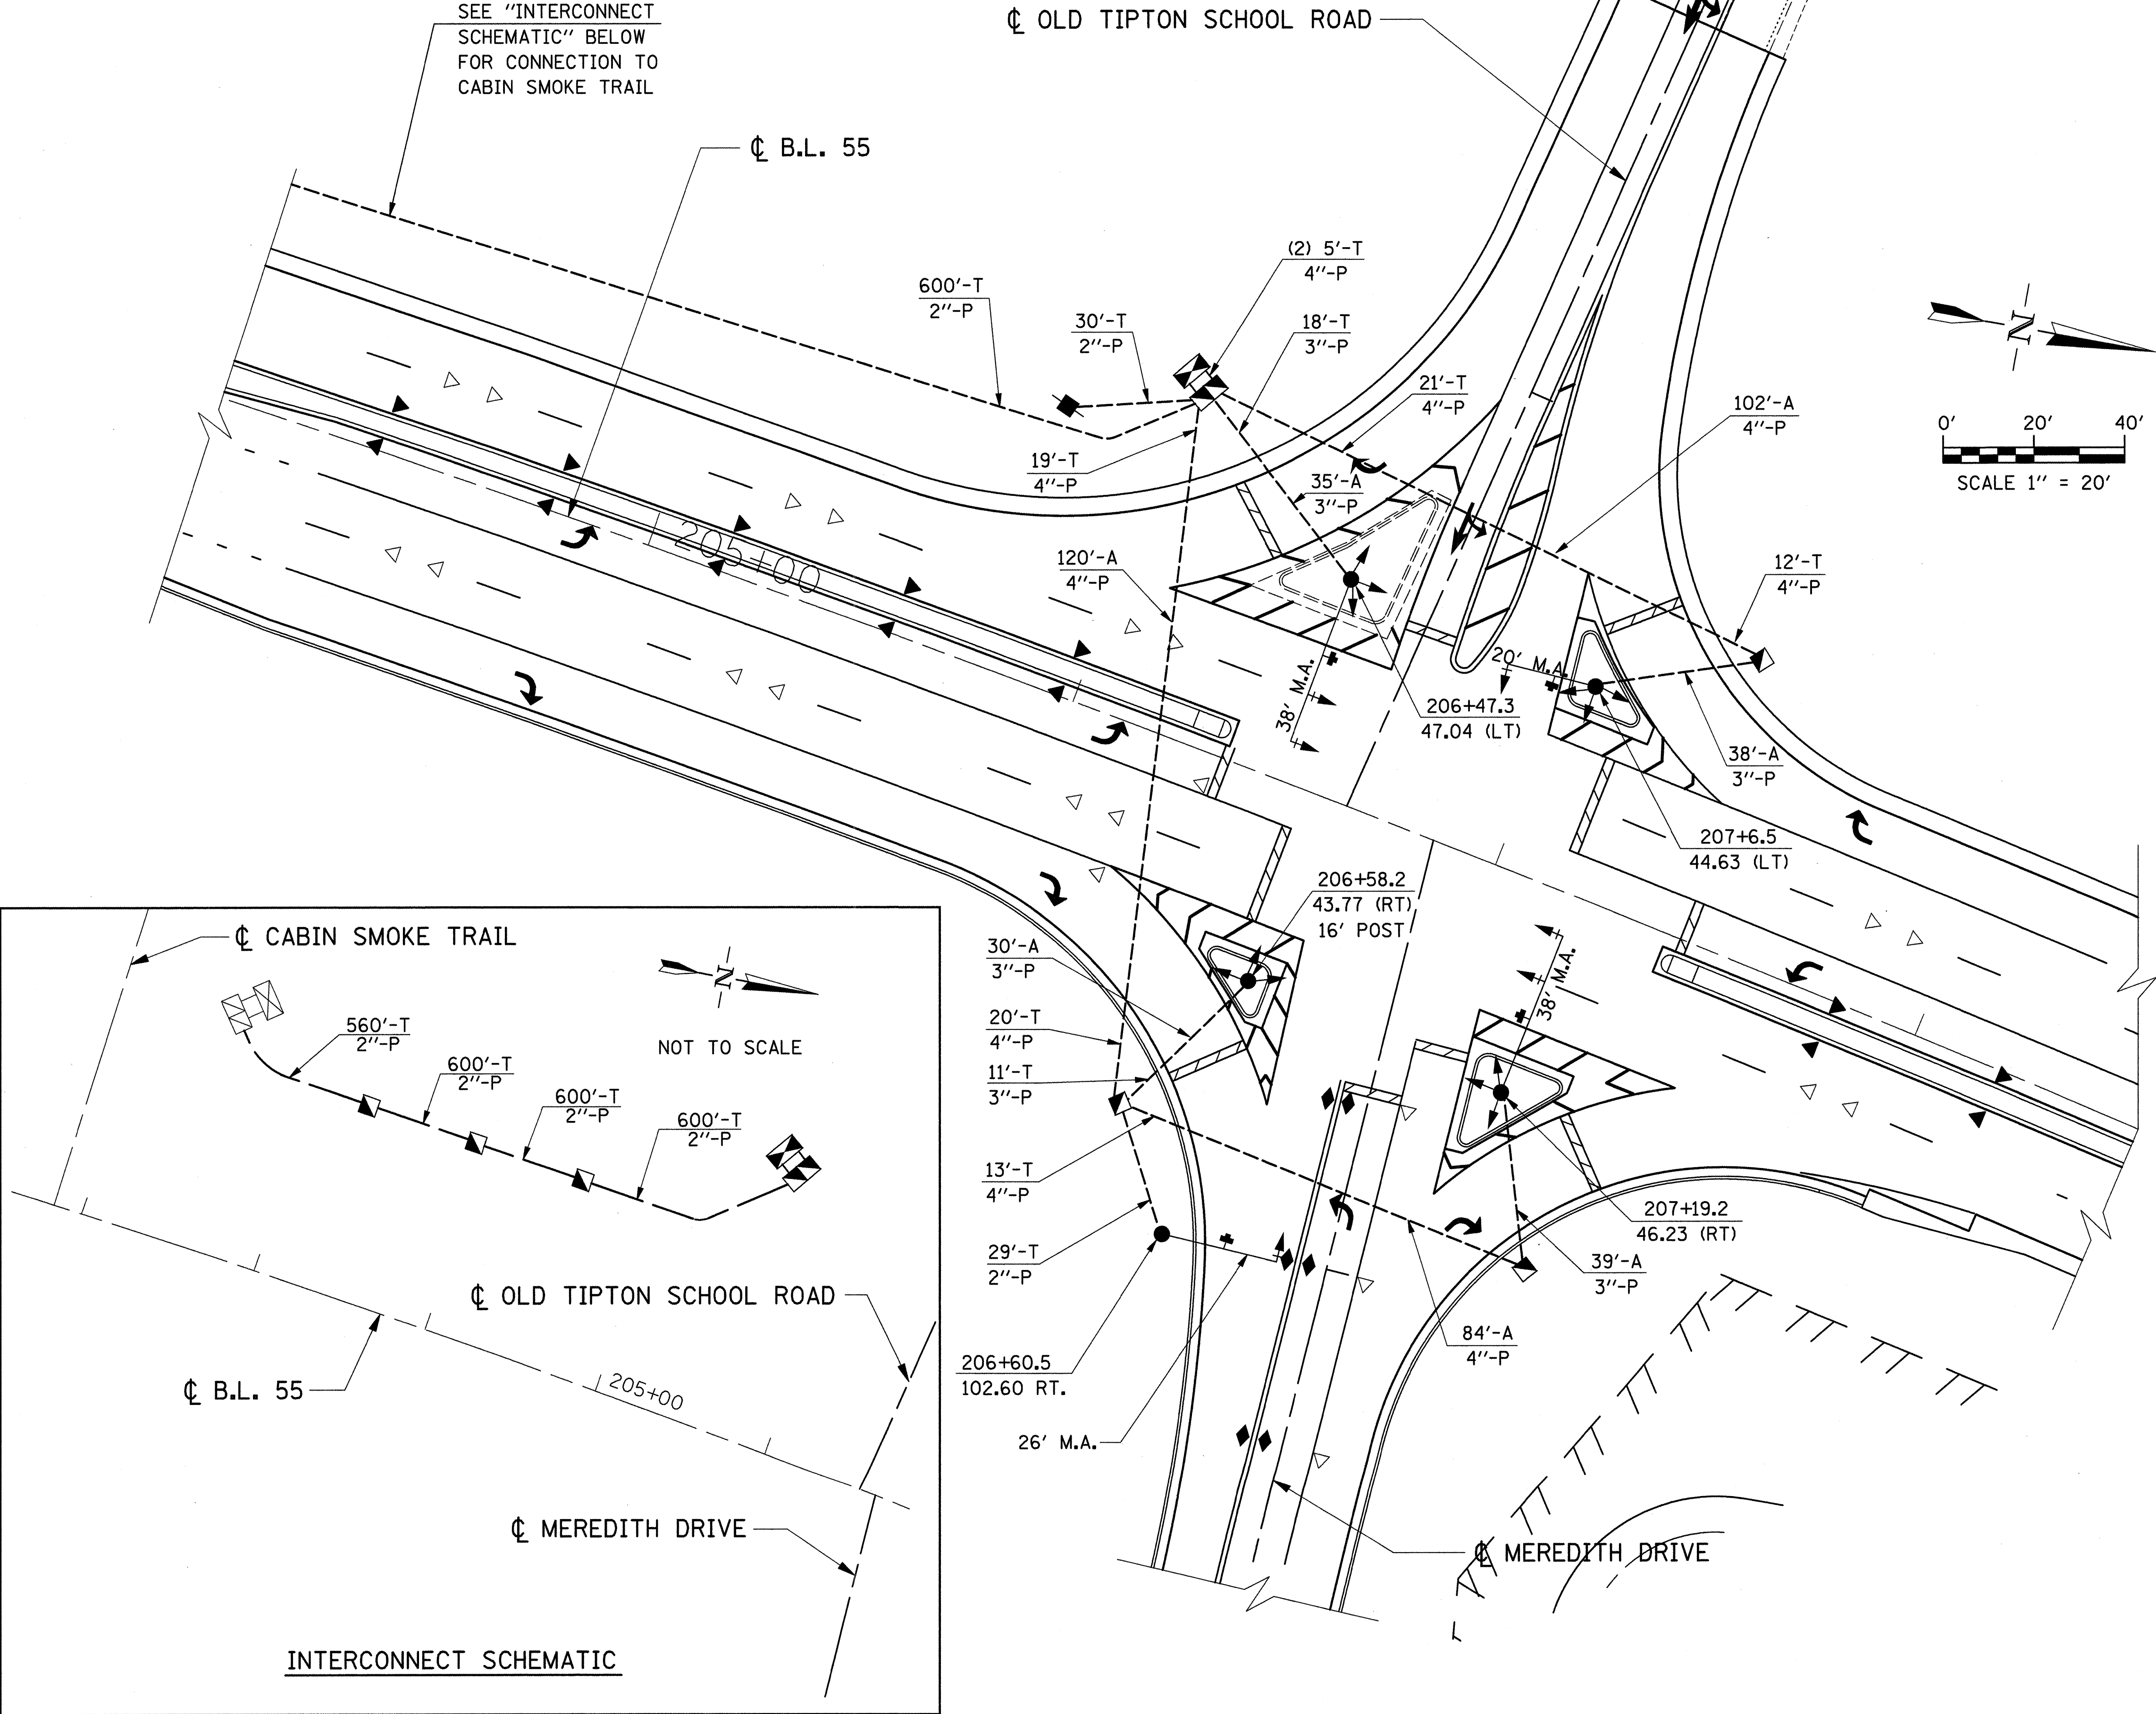 SEE "INTERCONNECT
SCHEMATIC" BELOW
FOR CONNECTION TO
CABIN SMOKE TRAIL
℄ OLD TIPTON SCHOOL ROAD
℄ B.L. 55
(2) 5'-T
4"-P
600'-T
2"-P
30'-T
2"-P
18'-T
3"-P
21'-T
4"-P
102'-A
4"-P
N
0' 20' 40'
SCALE 1" = 20'
19'-T
4"-P
35'-A
3"-P
205+00
120'-A
4"-P
12'-T
4"-P
38' M.A.
20' M.A.
206+47.3
47.04 (LT)
38'-A
3"-P
207+6.5
44.63 (LT)
206+58.2
43.77 (RT)
16' POST
38' M.A.
30'-A
3"-P
20'-T
4"-P
11'-T
3"-P
13'-T
4"-P
29'-T
2"-P
207+19.2
46.23 (RT)
39'-A
3"-P
84'-A
4"-P
206+60.5
102.60 RT.
26' M.A.
℄ MEREDITH DRIVE
℄ CABIN SMOKE TRAIL
N
NOT TO SCALE
560'-T
2"-P
600'-T
2"-P
600'-T
2"-P
600'-T
2"-P
℄ OLD TIPTON SCHOOL ROAD
℄ B.L. 55
205+00
℄ MEREDITH DRIVE
INTERCONNECT SCHEMATIC